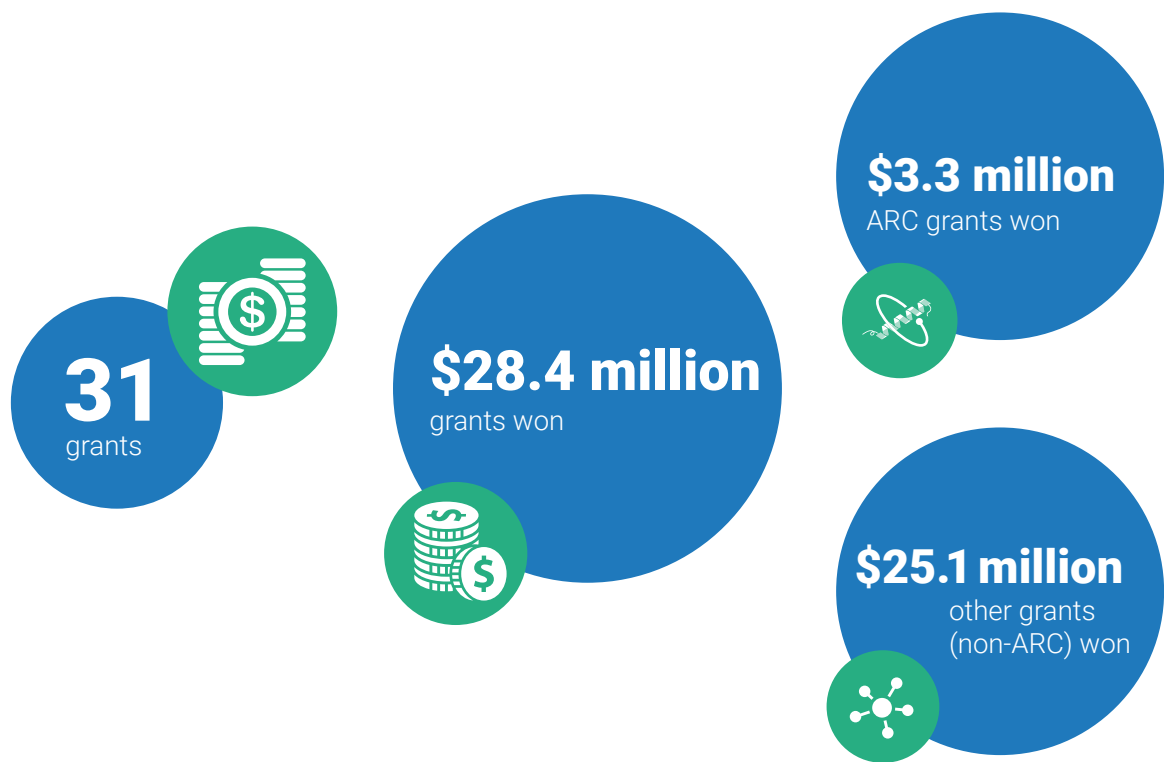 31
grants
$28.4 million
grants won
$3.3 million
ARC grants won
$25.1 million
other grants
(non-ARC) won